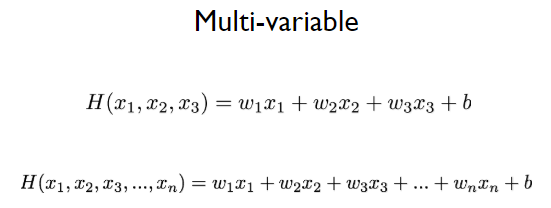 Multi-variable
H(x₁, x₂, x₃) = w₁x₁ + w₂x₂ + w₃x₃ + b
H(x₁, x₂, x₃, ..., xₙ) = w₁x₁ + w₂x₂ + w₃x₃ + ... + wₙxₙ + b